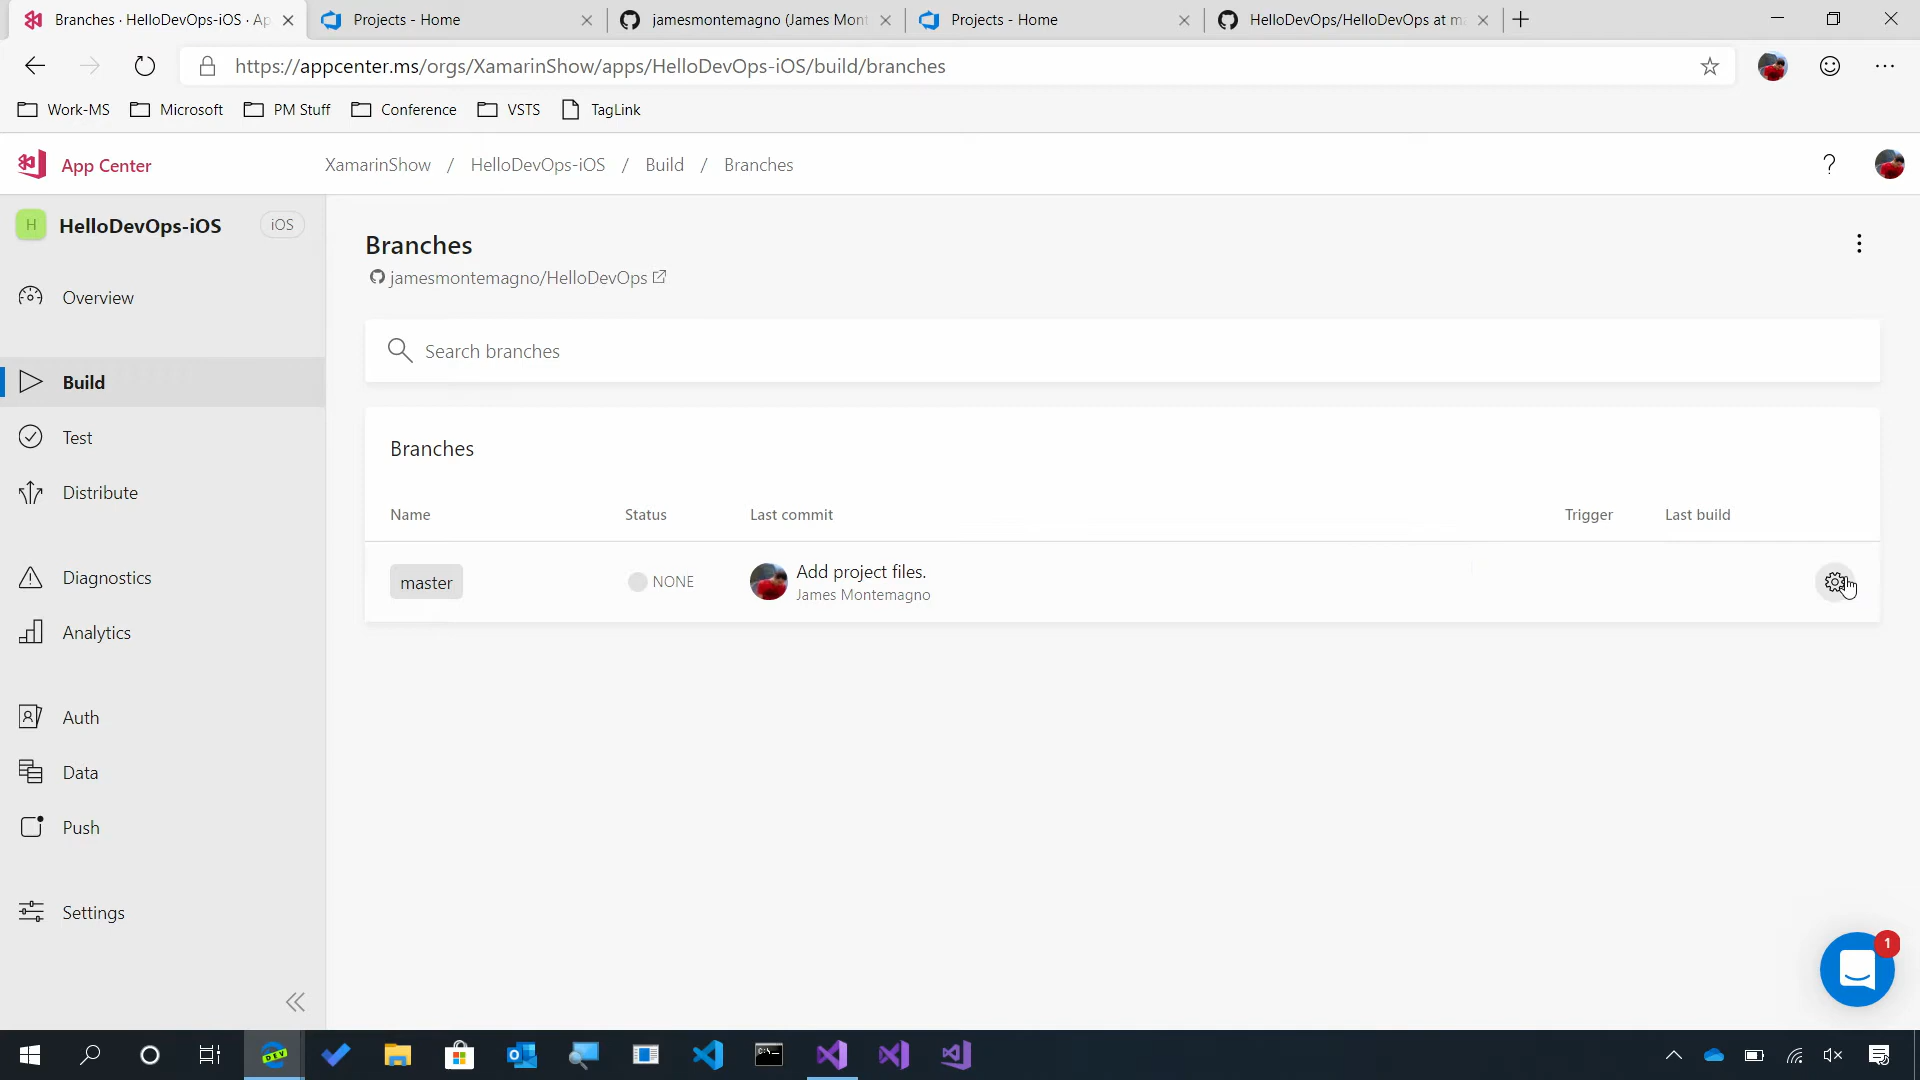 Branches · HelloDevOps-iOS · Ap
Projects - Home
jamesmontemagno (James Mont
Projects - Home
HelloDevOps/HelloDevOps at ma
https://appcenter.ms/orgs/XamarinShow/apps/HelloDevOps-iOS/build/branches
Work-MS
Microsoft
PM Stuff
Conference
VSTS
TagLink
App Center
XamarinShow / HelloDevOps-iOS / Build / Branches
?
H
HelloDevOps-iOS
iOS
Overview
Build
Test
Distribute
Diagnostics
Analytics
Auth
Data
Push
Settings
Branches
jamesmontemagno/HelloDevOps
Search branches
Branches
Name Status Last commit Trigger Last build
master NONE Add project files.
James Montemagno
1
DEV